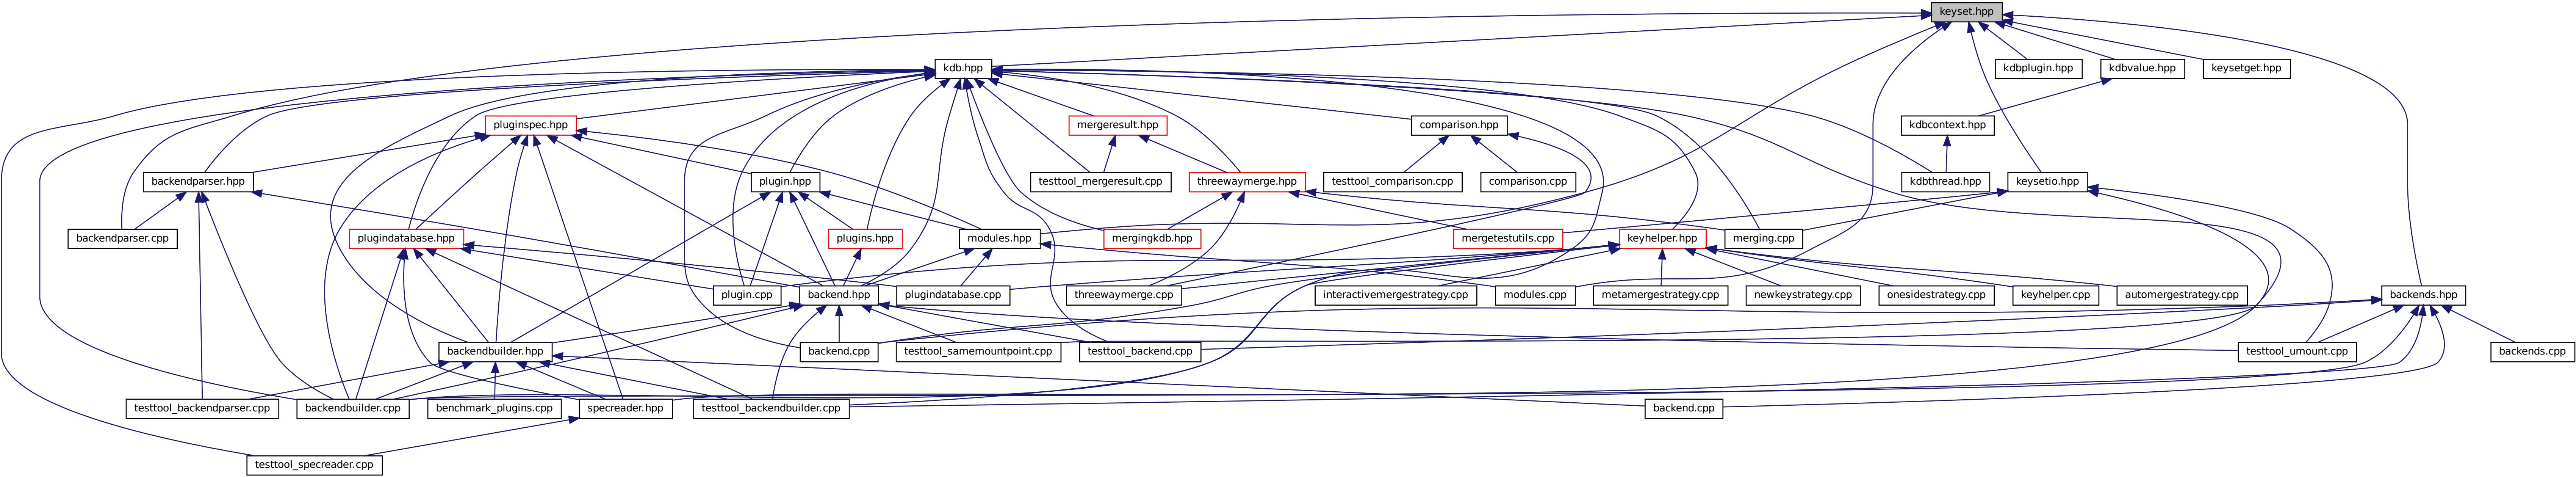 keyset.hpp
kdb.hpp
kdbplugin.hpp
kdbvalue.hpp
keysetget.hpp
pluginspec.hpp
mergeresult.hpp
comparison.hpp
kdbcontext.hpp
backendparser.hpp
plugin.hpp
testtool_mergeresult.cpp
threewaymerge.hpp
testtool_comparison.cpp
comparison.cpp
kdbthread.hpp
keysetio.hpp
backendparser.cpp
plugindatabase.hpp
plugins.hpp
modules.hpp
mergingkdb.hpp
mergetestutils.cpp
keyhelper.hpp
merging.cpp
plugin.cpp
backend.hpp
plugindatabase.cpp
threewaymerge.cpp
interactivemergestrategy.cpp
modules.cpp
metamergestrategy.cpp
newkeystrategy.cpp
onesidestrategy.cpp
keyhelper.cpp
automergestrategy.cpp
backends.hpp
backendbuilder.hpp
backend.cpp
testtool_samemountpoint.cpp
testtool_backend.cpp
testtool_umount.cpp
backends.cpp
testtool_backendparser.cpp
backendbuilder.cpp
benchmark_plugins.cpp
specreader.hpp
testtool_backendbuilder.cpp
backend.cpp
testtool_specreader.cpp